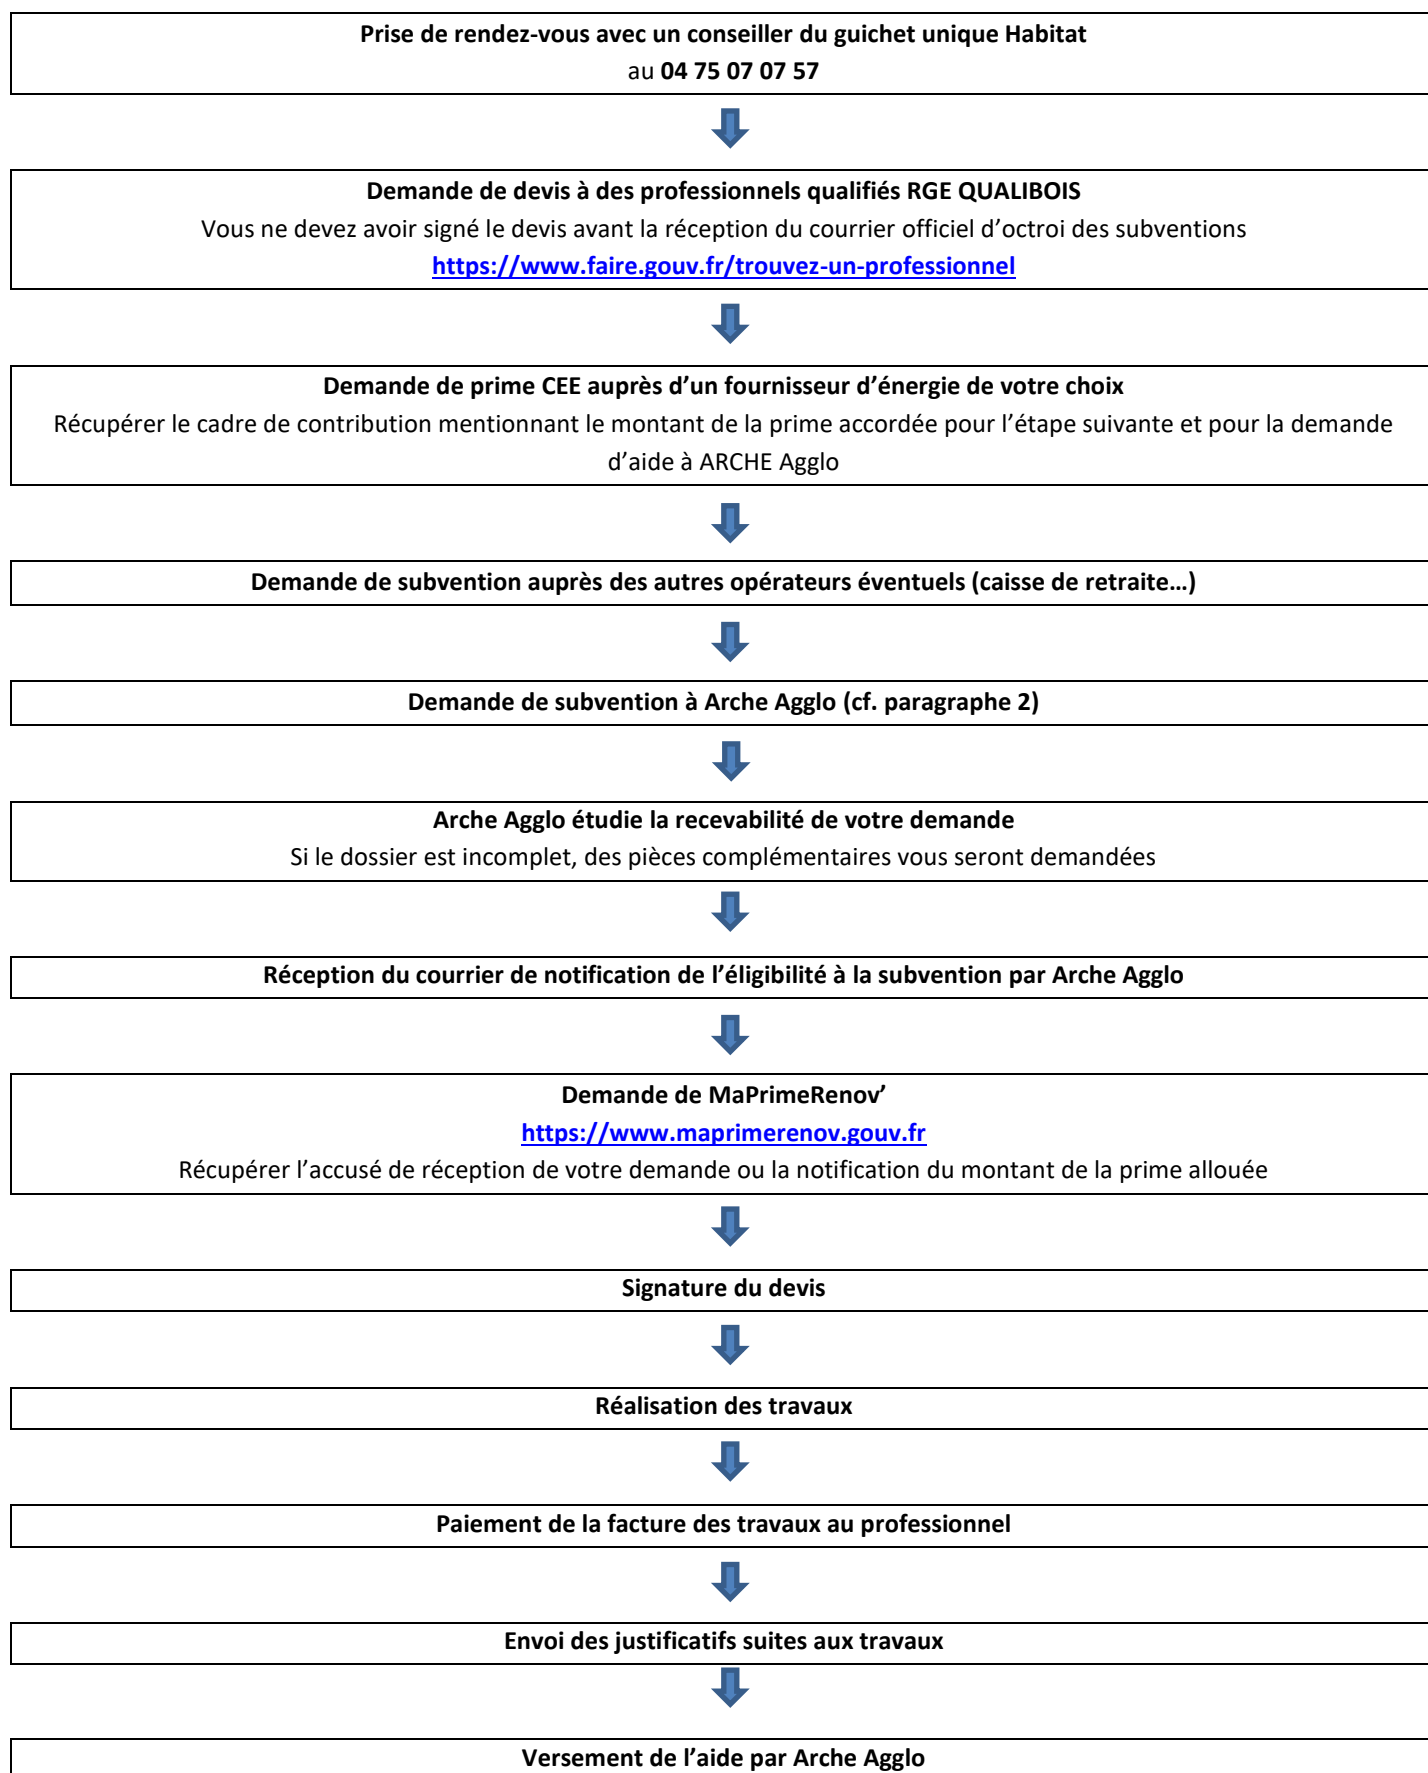 Prise de rendez-vous avec un conseiller du guichet unique Habitat
au 04 75 07 07 57
Demande de devis à des professionnels qualifiés RGE QUALIBOIS
Vous ne devez avoir signé le devis avant la réception du courrier officiel d’octroi des subventions
https://www.faire.gouv.fr/trouvez-un-professionnel
Demande de prime CEE auprès d’un fournisseur d’énergie de votre choix
Récupérer le cadre de contribution mentionnant le montant de la prime accordée pour l’étape suivante et pour la demande
d’aide à ARCHE Agglo
Demande de subvention auprès des autres opérateurs éventuels (caisse de retraite…)
Demande de subvention à Arche Agglo (cf. paragraphe 2)
Arche Agglo étudie la recevabilité de votre demande
Si le dossier est incomplet, des pièces complémentaires vous seront demandées
Réception du courrier de notification de l’éligibilité à la subvention par Arche Agglo
Demande de MaPrimeRenov’
https://www.maprimerenov.gouv.fr
Récupérer l’accusé de réception de votre demande ou la notification du montant de la prime allouée
Signature du devis
Réalisation des travaux
Paiement de la facture des travaux au professionnel
Envoi des justificatifs suites aux travaux
Versement de l’aide par Arche Agglo